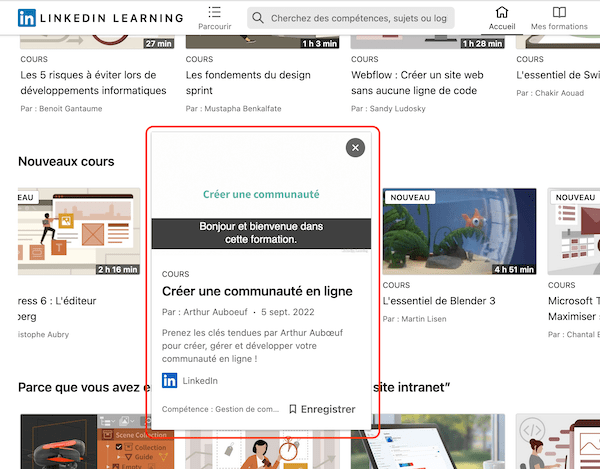 LINKEDIN LEARNING
Parcourir
Cherchez des compétences, sujets ou log
Accueil
Mes formations
27 min
1 h 3 min
1 h 28 min
COURS
Les 5 risques à éviter lors de
développements informatiques
Par : Benoit Gantaume
COURS
Les fondements du design
sprint
Par : Mustapha Benkalfate
COURS
Webflow : Créer un site web
sans aucune ligne de code
Par : Sandy Ludosky
COURS
L'essentiel de Swi
Par : Chakir Aouad
Nouveaux cours
EAU
2 h 16 min
ress 6 : L'éditeur
berg
istophe Aubry
Créer une communauté
Bonjour et bienvenue dans
cette formation.
COURS
Créer une communauté en ligne
Par : Arthur Auboeuf • 5 sept. 2022
Prenez les clés tendues par Arthur Aubœuf
pour créer, gérer et développer votre
communauté en ligne !
LinkedIn
Compétence : Gestion de com...
Enregistrer
NOUVEAU
4 h 51 min
COURS
L'essentiel de Blender 3
Par : Martin Lisen
NOUVEAU
COURS
Microsoft T
Maximiser s
Par : Chantal B
Parce que vous avez e
site intranet”
Scene Collection
Collection
Guide
Empty